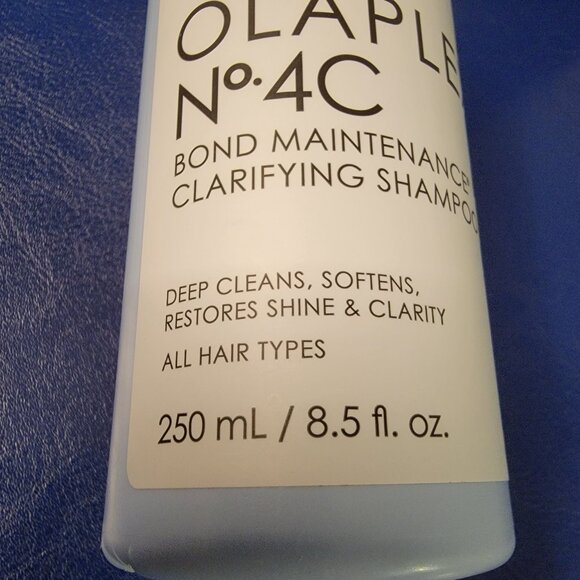 OLAPLE
Nº.4C
BOND MAINTENANCE®
CLARIFYING SHAMPOO
DEEP CLEANS, SOFTENS,
RESTORES SHINE & CLARITY
ALL HAIR TYPES
250 mL / 8.5 fl. oz.